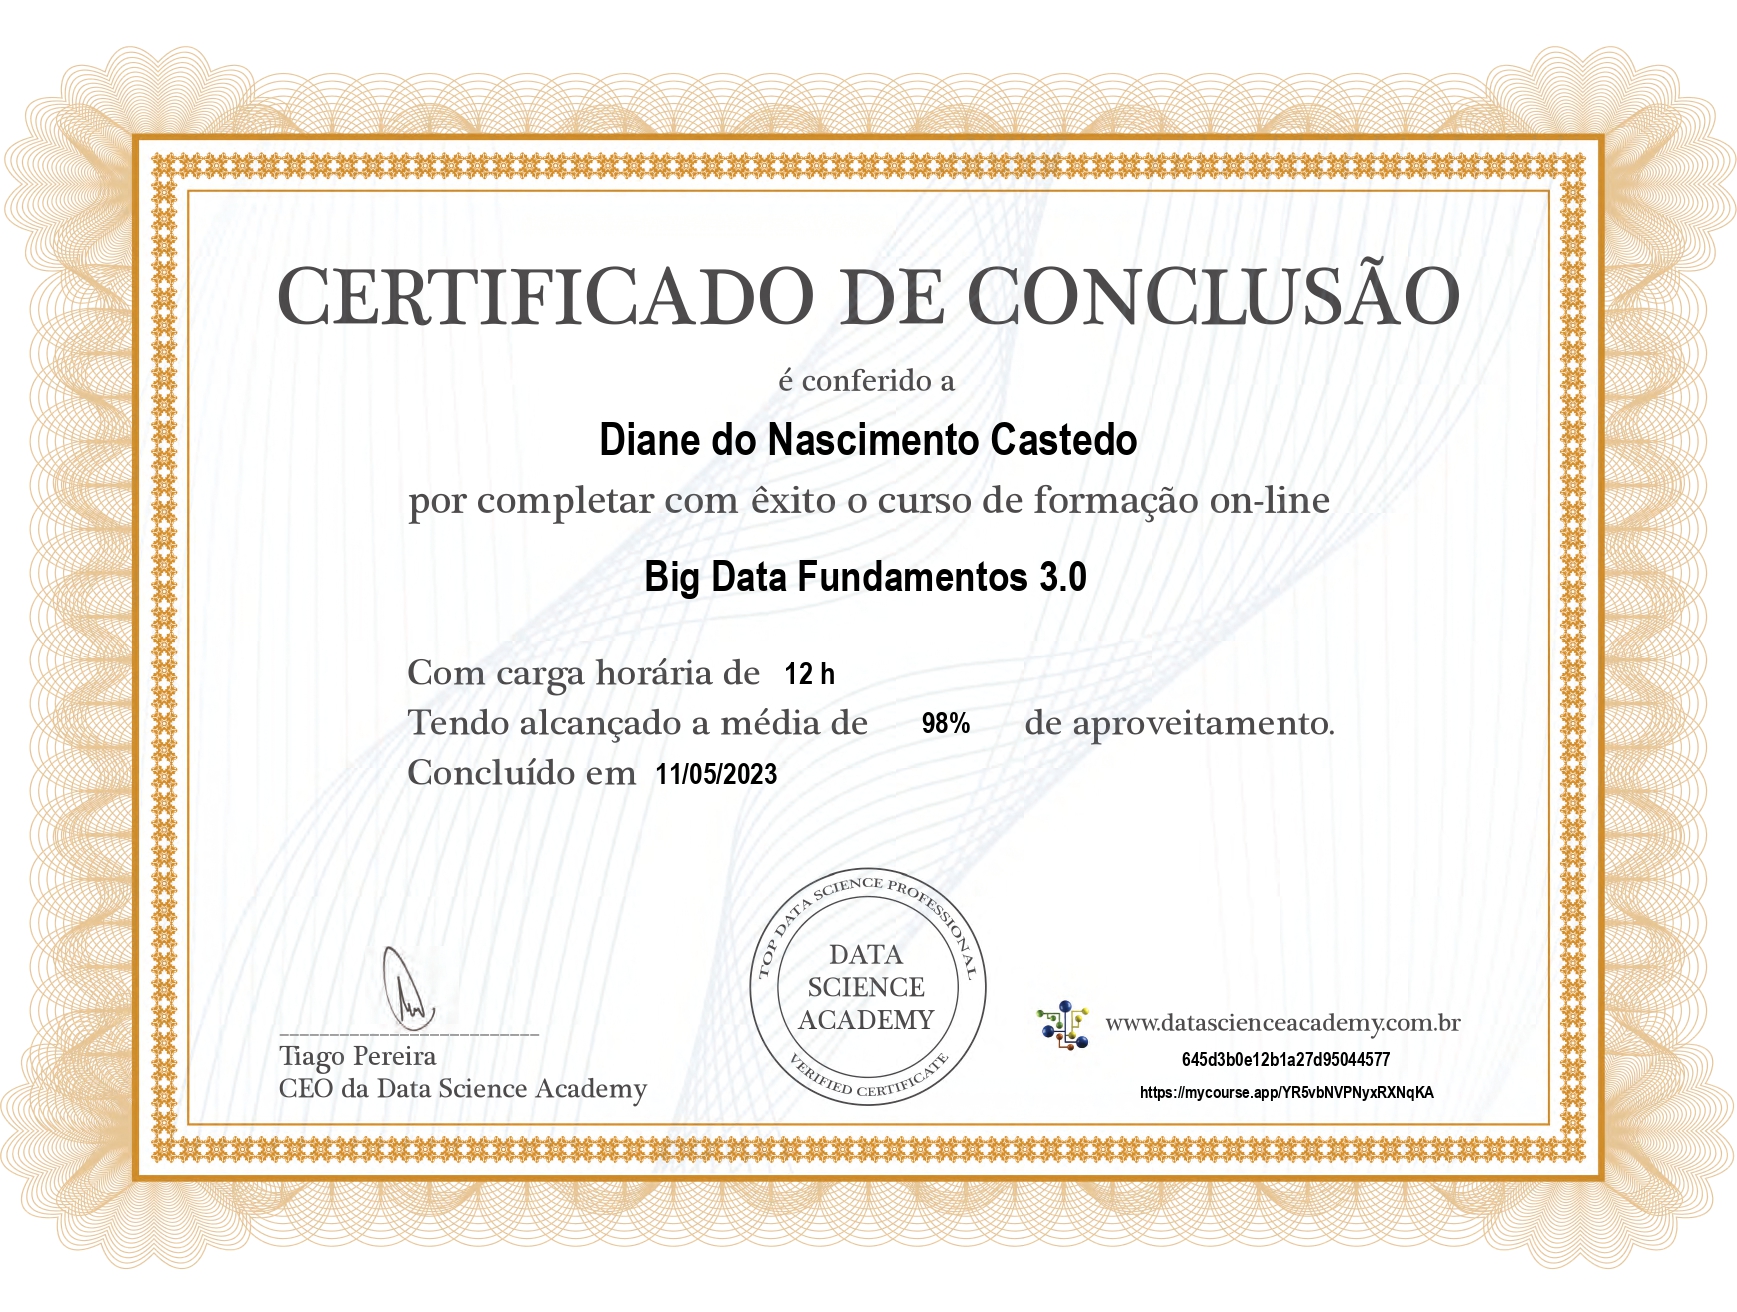 CERTIFICADO DE CONCLUSÃO
é conferido a
Diane do Nascimento Castedo
por completar com êxito o curso de formação on-line
Big Data Fundamentos 3.0
Com carga horária de 12 h
Tendo alcançado a média de 98% de aproveitamento.
Concluído em 11/05/2023
TOP DATA SCIENCE PROFESSIONAL
DATA
SCIENCE
ACADEMY
VERIFIED CERTIFICATE
Tiago Pereira
CEO da Data Science Academy
www.datascienceacademy.com.br
645d3b0e12b1a27d95044577
https://mycourse.app/YR5vbNVPNyxRXNqKA